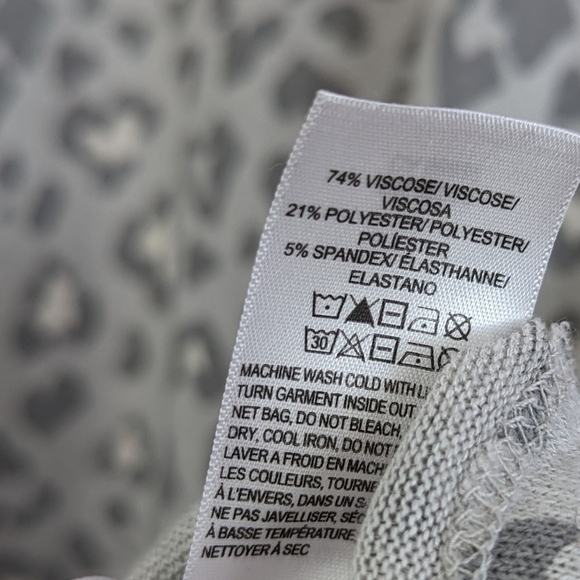 74% VISCOSE/ VISCOSE/
VISCOSA
21% POLYESTER/ POLYESTER/
POLÍESTER
5% SPANDEX/ ÉLASTHANNE/
ELASTANO
30
MACHINE WASH COLD WITH
TURN GARMENT INSIDE OUT
NET BAG, DO NOT BLEACH,
DRY, COOL IRON, DO NOT
LAVER A FROID EN
LES COULEURS,
À L'ENVERS, DANS UN
NE PAS JAVELLISER,
À BASSE TEMPÉRATURE,
NETTOYER À SEC